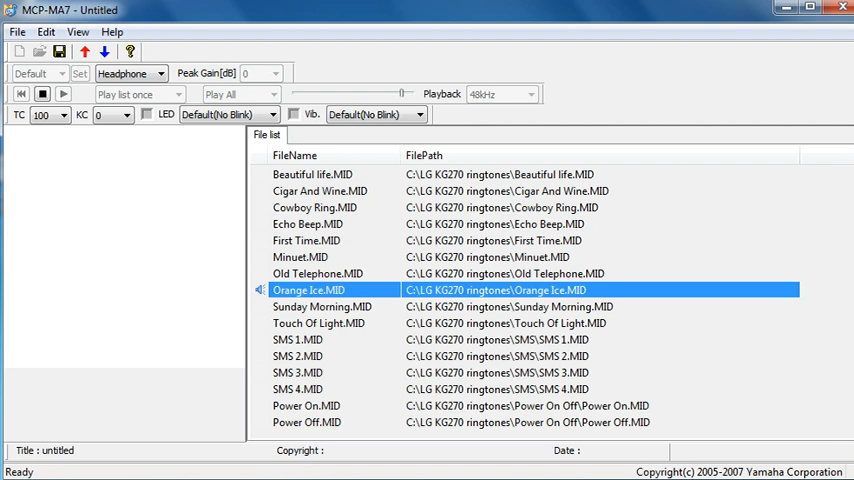 MCP-MA7 - Untitled
File Edit View Help
Default Set Headphone Peak Gain[dB] 0
Play list once Play All Playback 48kHz
TC 100 KC 0 LED Default(No Blink) Vib. Default(No Blink)
File list
FileName FilePath
Beautiful life.MID C:\LG KG270 ringtones\Beautiful life.MID
Cigar And Wine.MID C:\LG KG270 ringtones\Cigar And Wine.MID
Cowboy Ring.MID C:\LG KG270 ringtones\Cowboy Ring.MID
Echo Beep.MID C:\LG KG270 ringtones\Echo Beep.MID
First Time.MID C:\LG KG270 ringtones\First Time.MID
Minuet.MID C:\LG KG270 ringtones\Minuet.MID
Old Telephone.MID C:\LG KG270 ringtones\Old Telephone.MID
Orange Ice.MID C:\LG KG270 ringtones\Orange Ice.MID
Sunday Morning.MID C:\LG KG270 ringtones\Sunday Morning.MID
Touch Of Light.MID C:\LG KG270 ringtones\Touch Of Light.MID
SMS 1.MID C:\LG KG270 ringtones\SMS\SMS 1.MID
SMS 2.MID C:\LG KG270 ringtones\SMS\SMS 2.MID
SMS 3.MID C:\LG KG270 ringtones\SMS\SMS 3.MID
SMS 4.MID C:\LG KG270 ringtones\SMS\SMS 4.MID
Power On.MID C:\LG KG270 ringtones\Power On Off\Power On.MID
Power Off.MID C:\LG KG270 ringtones\Power On Off\Power Off.MID
Title : untitled Copyright : Date :
Ready Copyright(c) 2005-2007 Yamaha Corporation